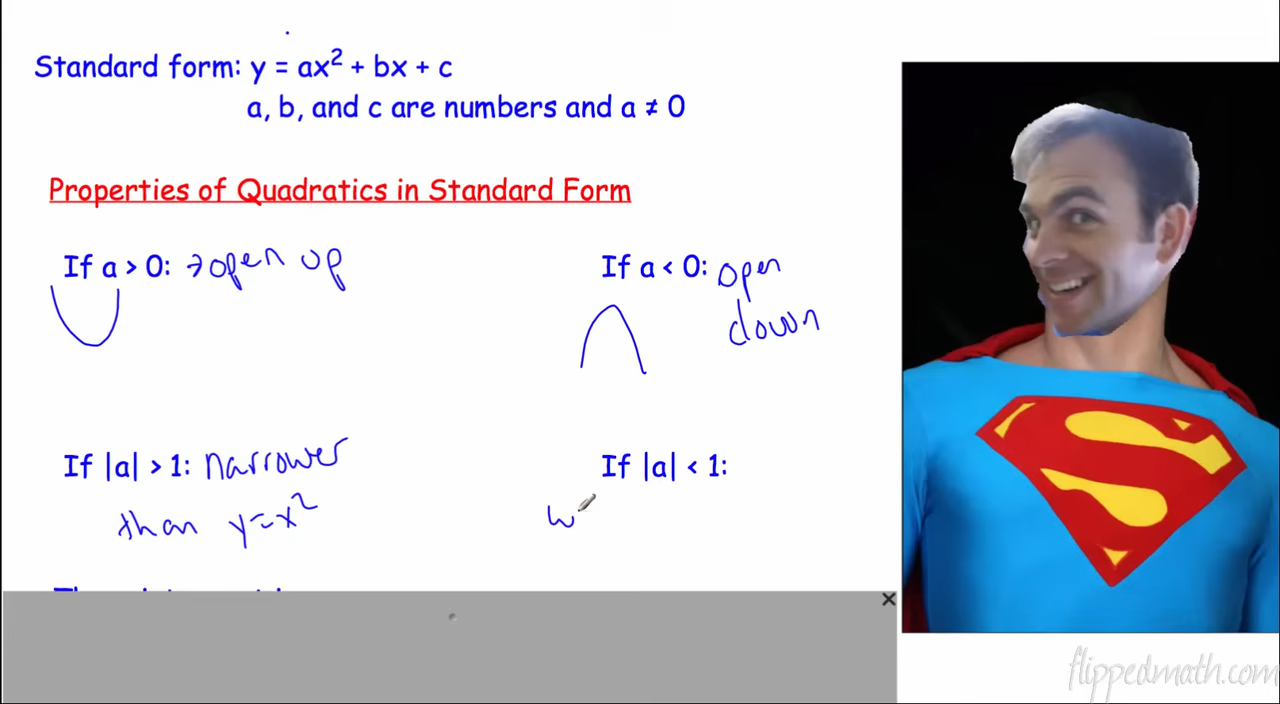 Standard form: y = ax² + bx + c
a, b, and c are numbers and a ≠ 0
Properties of Quadratics in Standard Form
If a > 0: → open up
If a < 0: open
down
If |a| > 1: narrower
than y=x²
If |a| < 1:
w
flippedmath.com